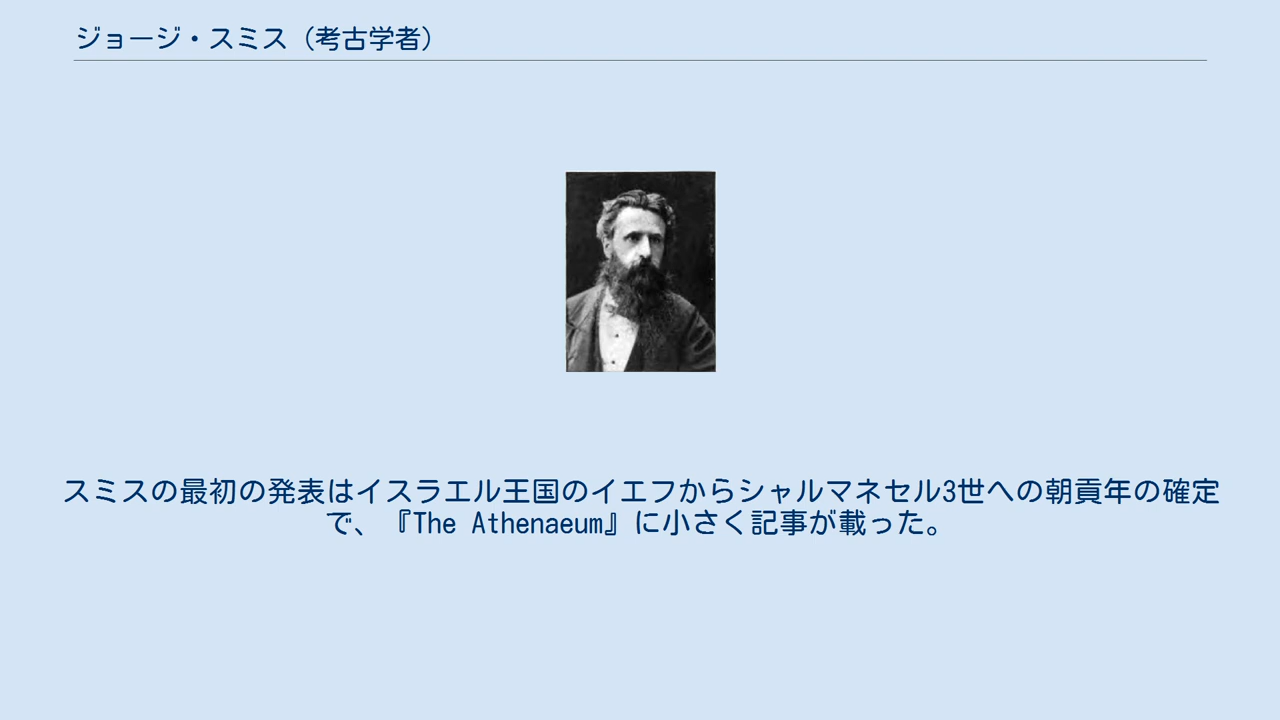 ジョージ・スミス（考古学者）
スミスの最初の発表はイスラエル王国のイエフからシャルマネセル3世への朝貢年の確定
で、『The Athenaeum』に小さく記事が載った。